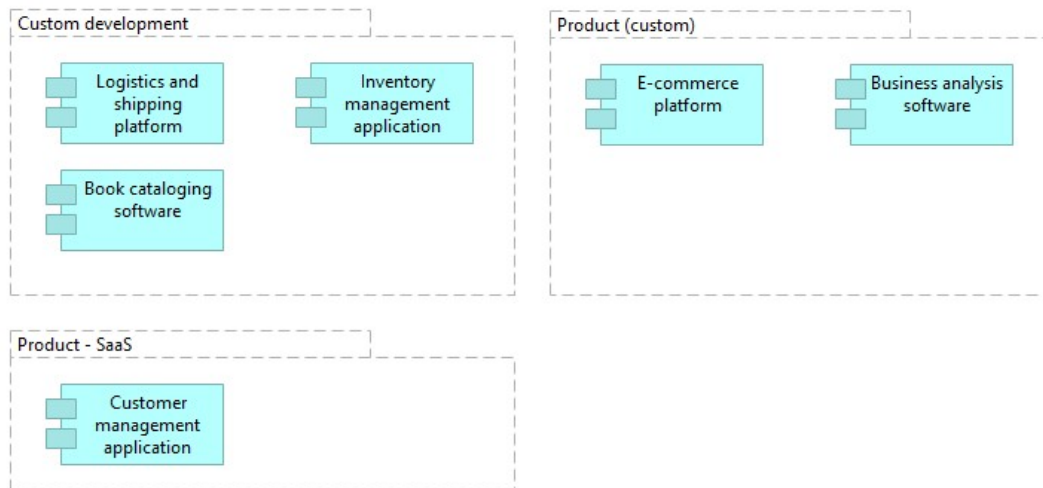 Custom development
Logistics and
shipping
platform
Inventory
management
application
Book cataloging
software
Product (custom)
E-commerce
platform
Business analysis
software
Product - SaaS
Customer
management
application